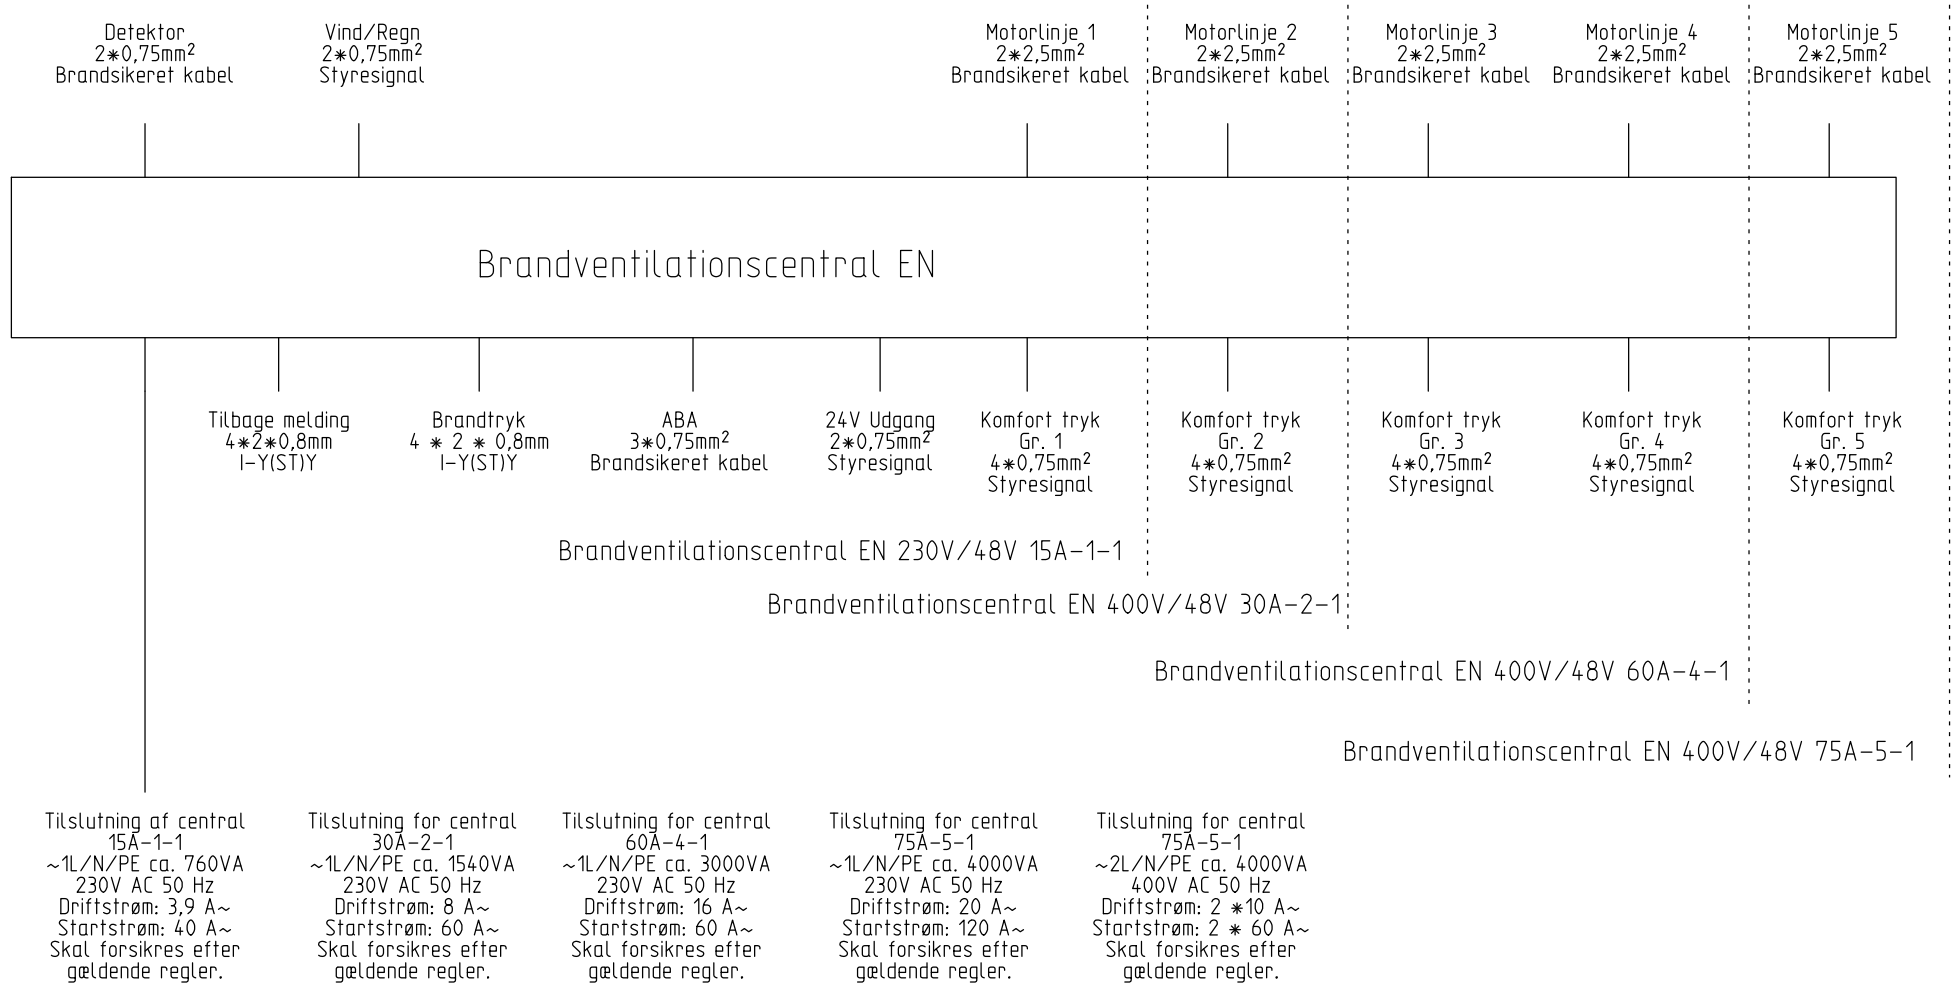 Detektor
2*0,75mm²
Brandsikeret kabel
Vind/Regn
2*0,75mm²
Styresignal
Motorlinje 1
2*2,5mm²
Brandsikeret kabel
Motorlinje 2
2*2,5mm²
Brandsikeret kabel
Motorlinje 3
2*2,5mm²
Brandsikeret kabel
Motorlinje 4
2*2,5mm²
Brandsikeret kabel
Motorlinje 5
2*2,5mm²
Brandsikeret kabel
Brandventilationscentral EN
Tilbage melding
4*2*0,8mm
I-Y(ST)Y
Brandtryk
4 * 2 * 0,8mm
I-Y(ST)Y
ABA
3*0,75mm²
Brandsikeret kabel
24V Udgang
2*0,75mm²
Styresignal
Komfort tryk
Gr. 1
4*0,75mm²
Styresignal
Komfort tryk
Gr. 2
4*0,75mm²
Styresignal
Komfort tryk
Gr. 3
4*0,75mm²
Styresignal
Komfort tryk
Gr. 4
4*0,75mm²
Styresignal
Komfort tryk
Gr. 5
4*0,75mm²
Styresignal
Brandventilationscentral EN 230V/48V 15A-1-1
Brandventilationscentral EN 400V/48V 30A-2-1
Brandventilationscentral EN 400V/48V 60A-4-1
Brandventilationscentral EN 400V/48V 75A-5-1
Tilslutning af central
15A-1-1
~1L/N/PE ca. 760VA
230V AC 50 Hz
Driftstrøm: 3,9 A~
Startstrøm: 40 A~
Skal forsikres efter
gældende regler.
Tilslutning for central
30A-2-1
~1L/N/PE ca. 1540VA
230V AC 50 Hz
Driftstrøm: 8 A~
Startstrøm: 60 A~
Skal forsikres efter
gældende regler.
Tilslutning for central
60A-4-1
~1L/N/PE ca. 3000VA
230V AC 50 Hz
Driftstrøm: 16 A~
Startstrøm: 60 A~
Skal forsikres efter
gældende regler.
Tilslutning for central
75A-5-1
~1L/N/PE ca. 4000VA
230V AC 50 Hz
Driftstrøm: 20 A~
Startstrøm: 120 A~
Skal forsikres efter
gældende regler.
Tilslutning for central
75A-5-1
~2L/N/PE ca. 4000VA
400V AC 50 Hz
Driftstrøm: 2 *10 A~
Startstrøm: 2 * 60 A~
Skal forsikres efter
gældende regler.